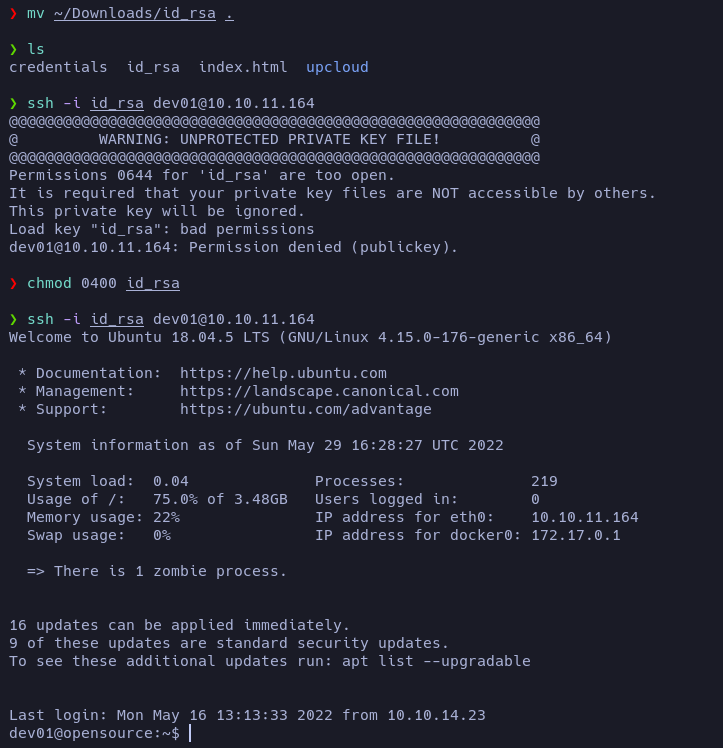 ❯ mv ~/Downloads/id_rsa .
❯ ls
credentials  id_rsa  index.html  upcloud
❯ ssh -i id_rsa dev01@10.10.11.164
@@@@@@@@@@@@@@@@@@@@@@@@@@@@@@@@@@@@@@@@@@@@@@@@@@@@@@@@@@@
@         WARNING: UNPROTECTED PRIVATE KEY FILE!          @
@@@@@@@@@@@@@@@@@@@@@@@@@@@@@@@@@@@@@@@@@@@@@@@@@@@@@@@@@@@
Permissions 0644 for 'id_rsa' are too open.
It is required that your private key files are NOT accessible by others.
This private key will be ignored.
Load key "id_rsa": bad permissions
dev01@10.10.11.164: Permission denied (publickey).
❯ chmod 0400 id_rsa
❯ ssh -i id_rsa dev01@10.10.11.164
Welcome to Ubuntu 18.04.5 LTS (GNU/Linux 4.15.0-176-generic x86_64)
 * Documentation:  https://help.ubuntu.com
 * Management:     https://landscape.canonical.com
 * Support:        https://ubuntu.com/advantage
  System information as of Sun May 29 16:28:27 UTC 2022
  System load:  0.04              Processes:              219
  Usage of /:   75.0% of 3.48GB   Users logged in:        0
  Memory usage: 22%               IP address for eth0:    10.10.11.164
  Swap usage:   0%                IP address for docker0: 172.17.0.1
  => There is 1 zombie process.
16 updates can be applied immediately.
9 of these updates are standard security updates.
To see these additional updates run: apt list --upgradable
Last login: Mon May 16 13:13:33 2022 from 10.10.14.23
dev01@opensource:~$